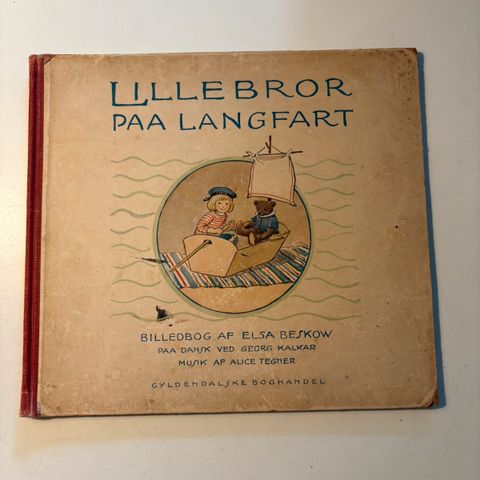 LILLEBROR
PAA LANGFART
BILLEDBOG AF ELSA BESKOW
PAA DANSK VED GEORG KALKAR
MUSIK AF ALICE TEGNER
GYLDENDALSKE BOGHANDEL